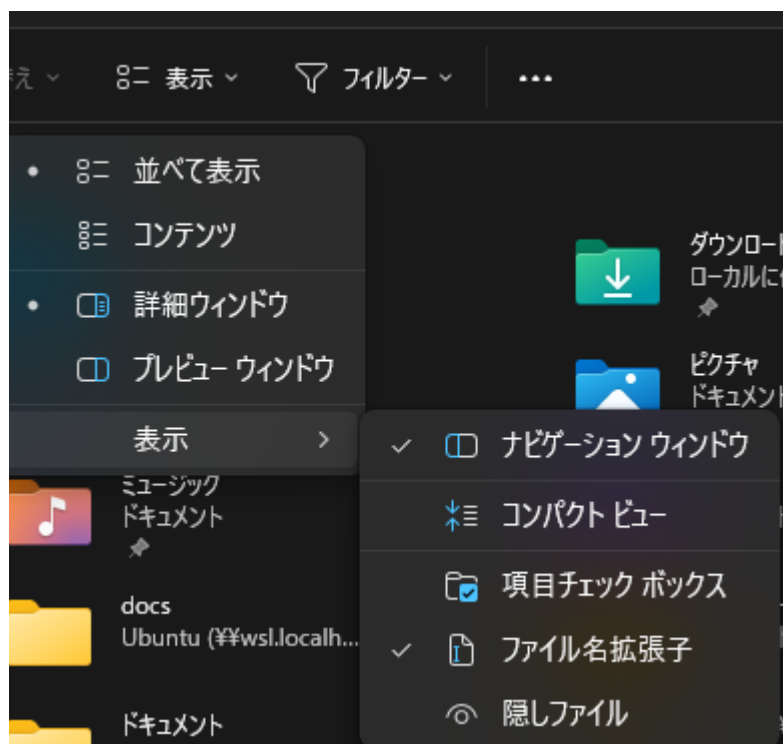 え
表示
フィルター
並べて表示
コンテンツ
詳細ウィンドウ
プレビュー ウィンドウ
表示
ダウンロード
ローカルに
ピクチャ
ドキュメント
ナビゲーション ウィンドウ
コンパクト ビュー
項目チェック ボックス
ファイル名拡張子
隠しファイル
ミュージック
ドキュメント
docs
Ubuntu (¥¥wsl.localh...
ドキュメント